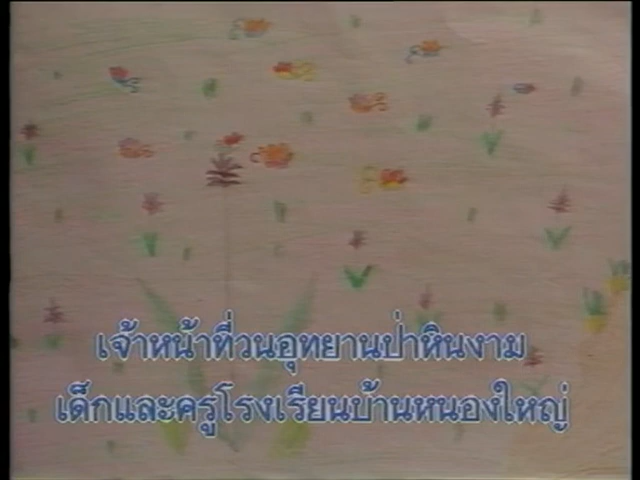 เจ้าหน้าที่วนอุทยานป่าหินงาม
เด็กและครูโรงเรียนบ้านหนองใหญ่